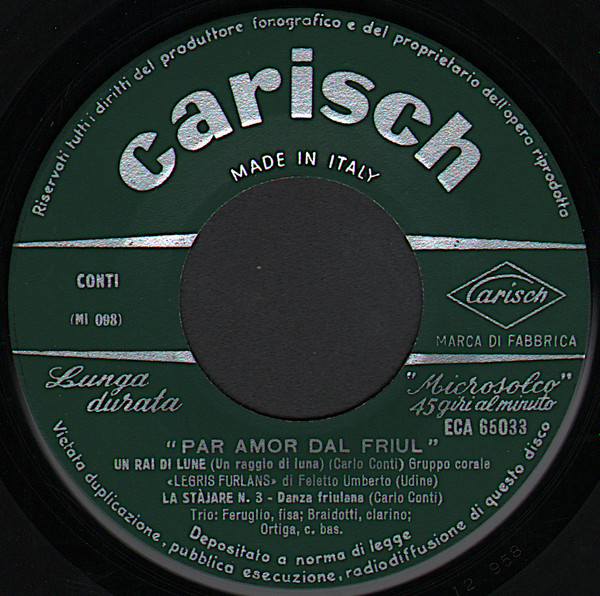 Riservati tutti i diritti del produttore fonografico e del proprietario dell'opera riprodotta
carisch
MADE IN ITALY
CONTI
(MI 098)
Carisch
MARCA DI FABBRICA
Lunga
durata
"Microsolco"
45 giri al minuto
ECA 65033
"PAR AMOR DAL FRIUL"
UN RAI DI LUNE (Un raggio di luna) (Carlo Conti) Gruppo corale
«LEGRIS FURLANS» di Feletto Umberto (Udine)
LA STÀJARE N. 3 - Danza friulana (Carlo Conti)
Trio: Feruglio, fisa; Braidotti, clarino;
Ortiga, c. bas.
Depositato a norma di legge
Vietata duplicazione, pubblica esecuzione, radiodiffusione di questo disco
12 958